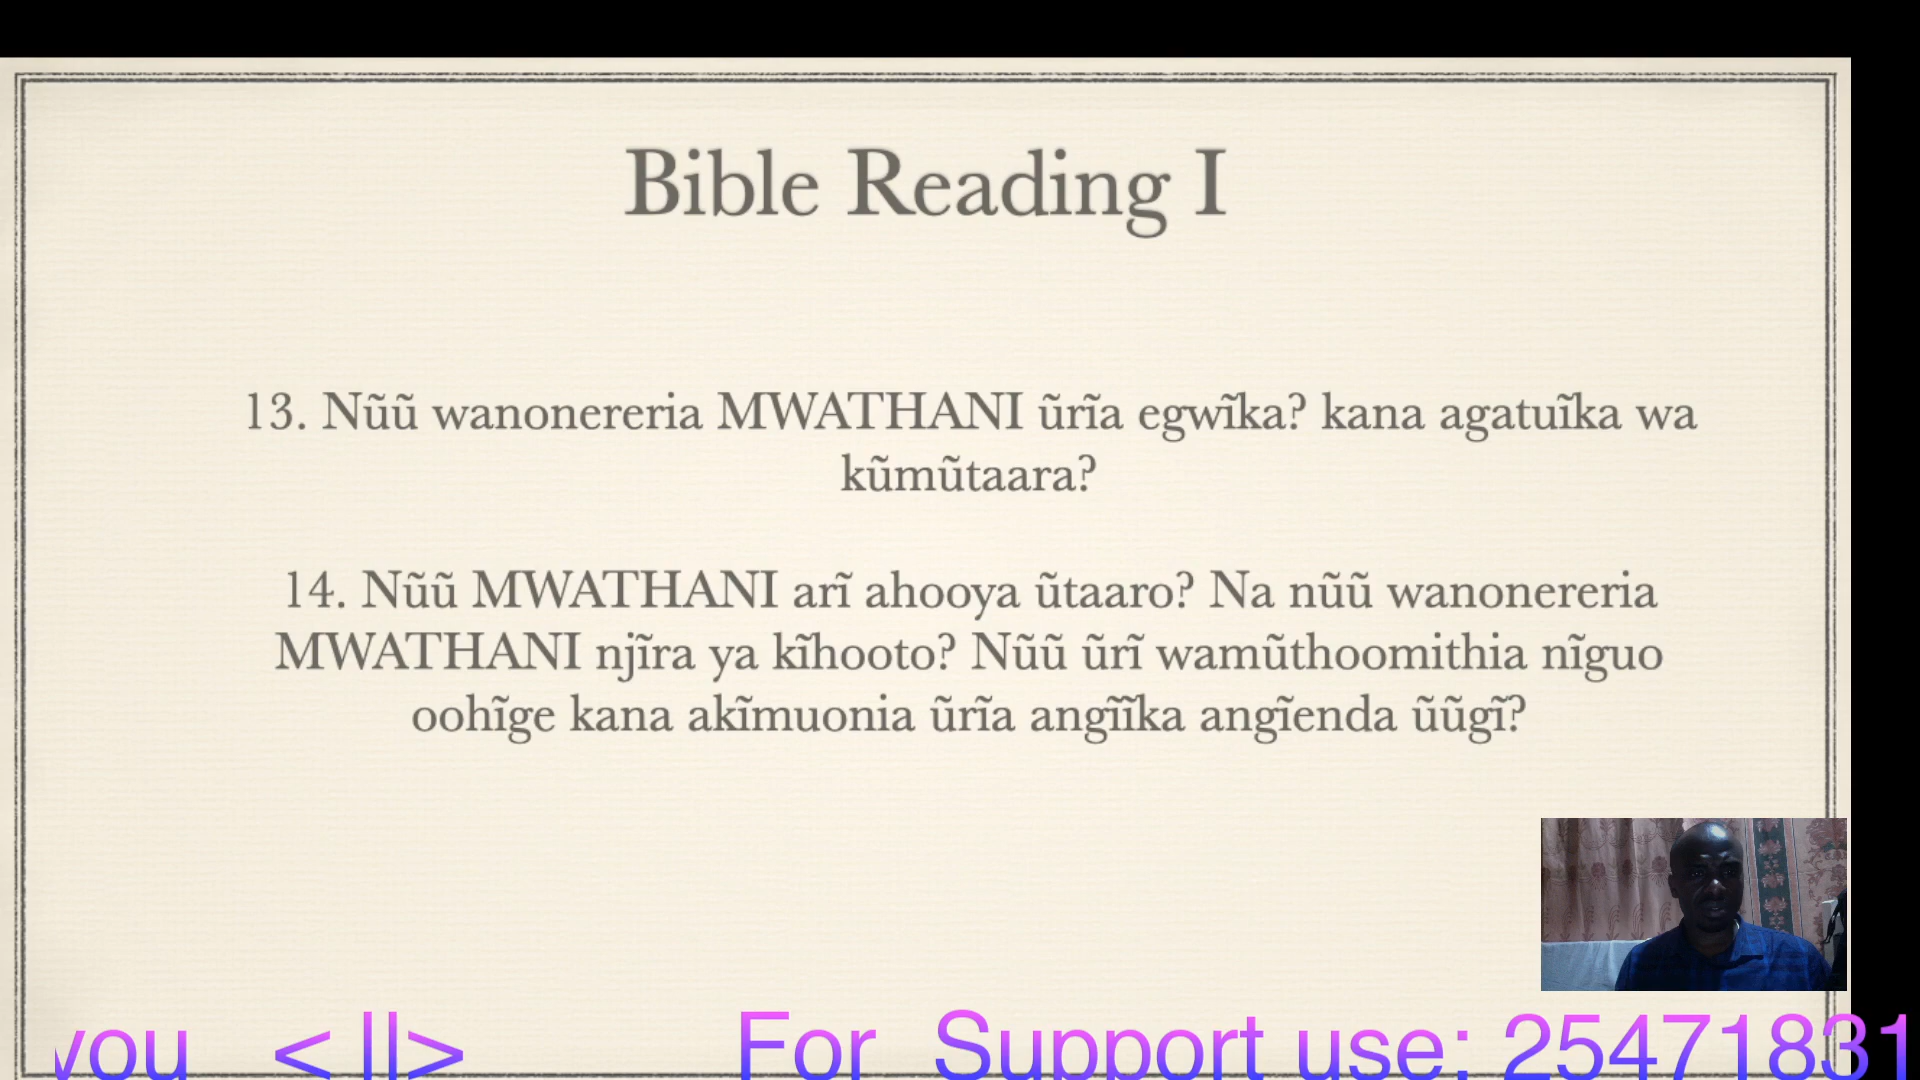 Bible Reading I
13. Nũũ wanonereria MWATHANI ũrĩa egwĩka? kana agatuĩka wa
kũmũtaara?
14. Nũũ MWATHANI arĩ ahooya ũtaaro? Na nũũ wanonereria
MWATHANI njĩra ya kĩhooto? Nũũ ũrĩ wamũthoomithia nĩguo
oohĩge kana akĩmuonia ũrĩa angĩĩka angĩenda ũũgĩ?
you < ||> For Support use: 25471831